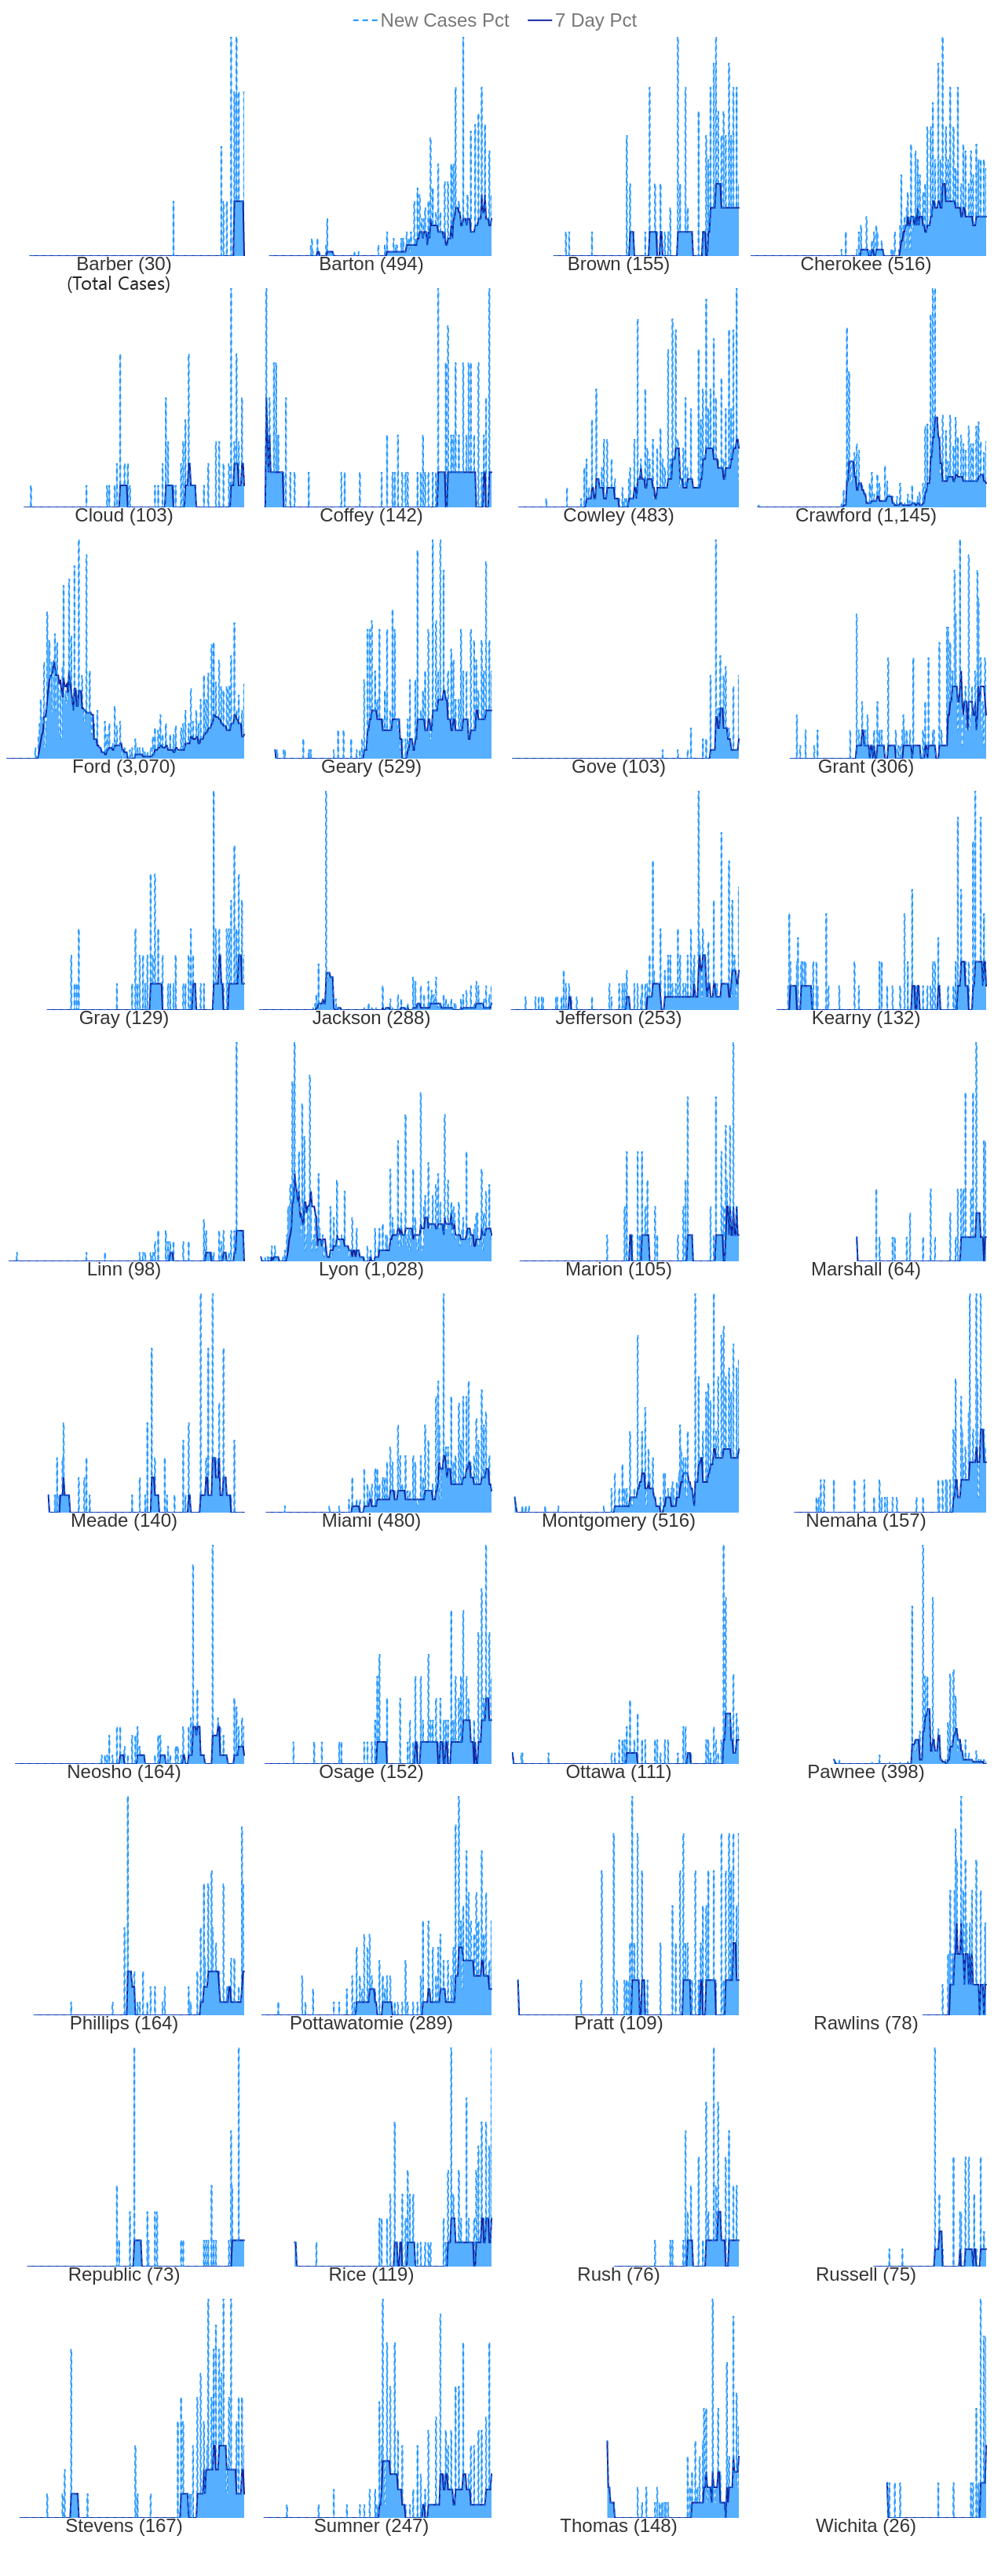 New Cases Pct 7 Day Pct
Barber (30) Barton (494) Brown (155) Cherokee (516)
(Total Cases)
Cloud (103) Coffey (142) Cowley (483) Crawford (1,145)
Ford (3,070) Geary (529) Gove (103) Grant (306)
Gray (129) Jackson (288) Jefferson (253) Kearny (132)
Linn (98) Lyon (1,028) Marion (105) Marshall (64)
Meade (140) Miami (480) Montgomery (516) Nemaha (157)
Neosho (164) Osage (152) Ottawa (111) Pawnee (398)
Phillips (164) Pottawatomie (289) Pratt (109) Rawlins (78)
Republic (73) Rice (119) Rush (76) Russell (75)
Stevens (167) Sumner (247) Thomas (148) Wichita (26)